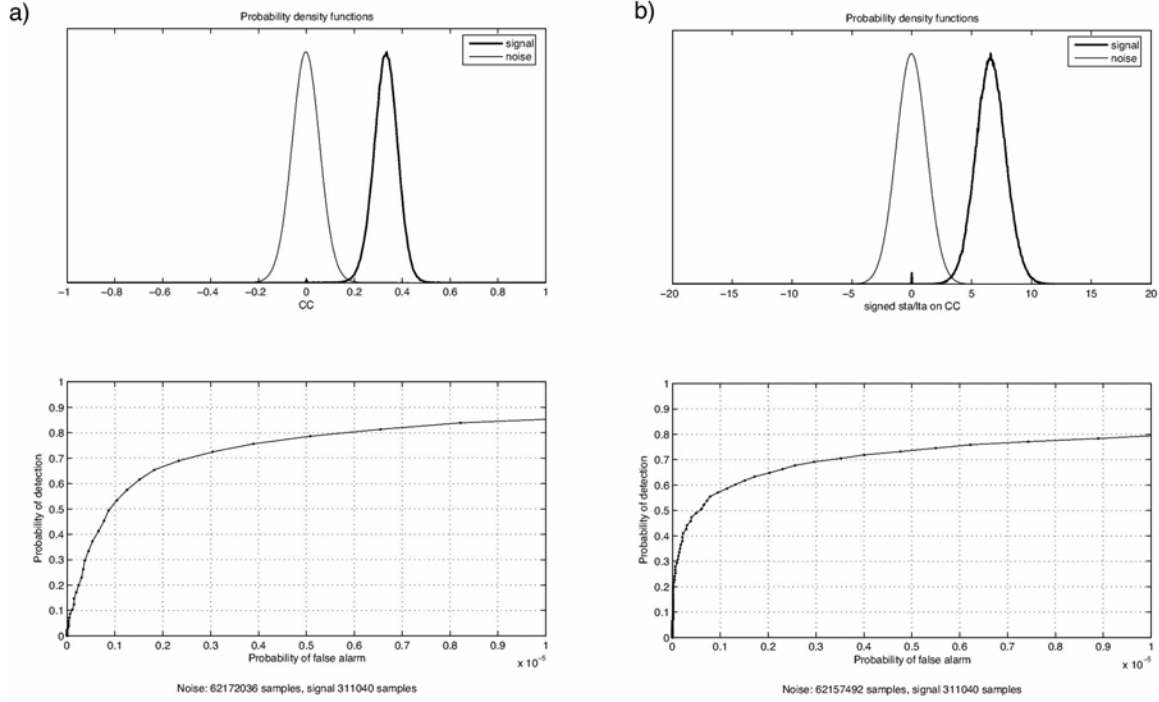 a)
Probability density functions
signal
noise
−1 −0.8 −0.6 −0.4 −0.2 0 0.2 0.4 0.6 0.8 1
CC
1
0.9
0.8
0.7
0.6
0.5
0.4
0.3
0.2
0.1
0
Probability of detection
0 0.1 0.2 0.3 0.4 0.5 0.6 0.7 0.8 0.9 1
Probability of false alarm
x 10⁻⁵
Noise: 62172036 samples, signal 311040 samples
b)
Probability density functions
signal
noise
−20 −15 −10 −5 0 5 10 15 20
signed sta/lta on CC
1
0.9
0.8
0.7
0.6
0.5
0.4
0.3
0.2
0.1
0
Probability of detection
0 0.1 0.2 0.3 0.4 0.5 0.6 0.7 0.8 0.9 1
Probability of false alarm
x 10⁻⁵
Noise: 62157492 samples, signal 311040 samples